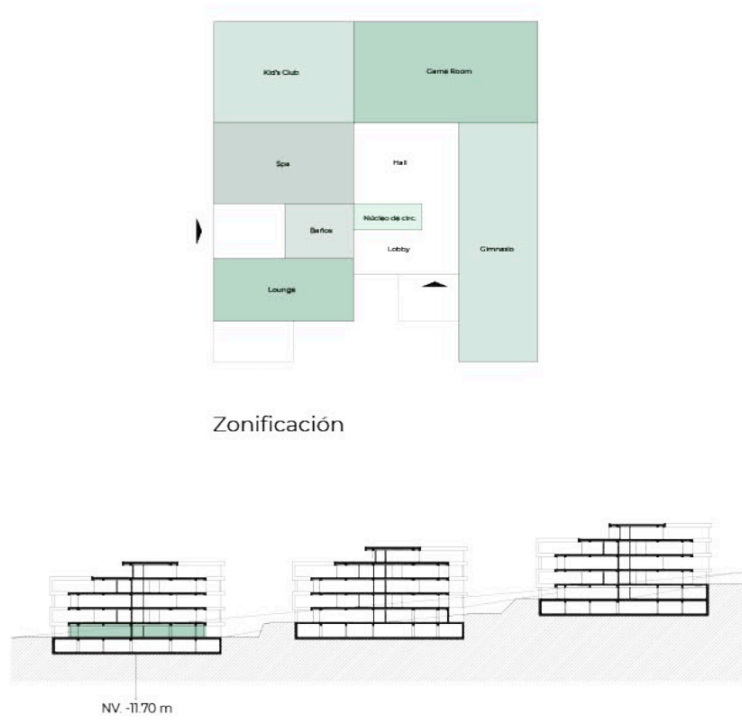 Kid's Club
Game Room
Spa
Hall
Núcleo de circ.
Baños
Lobby
Gimnasio
Lounge
Zonificación
NV. -11.70 m